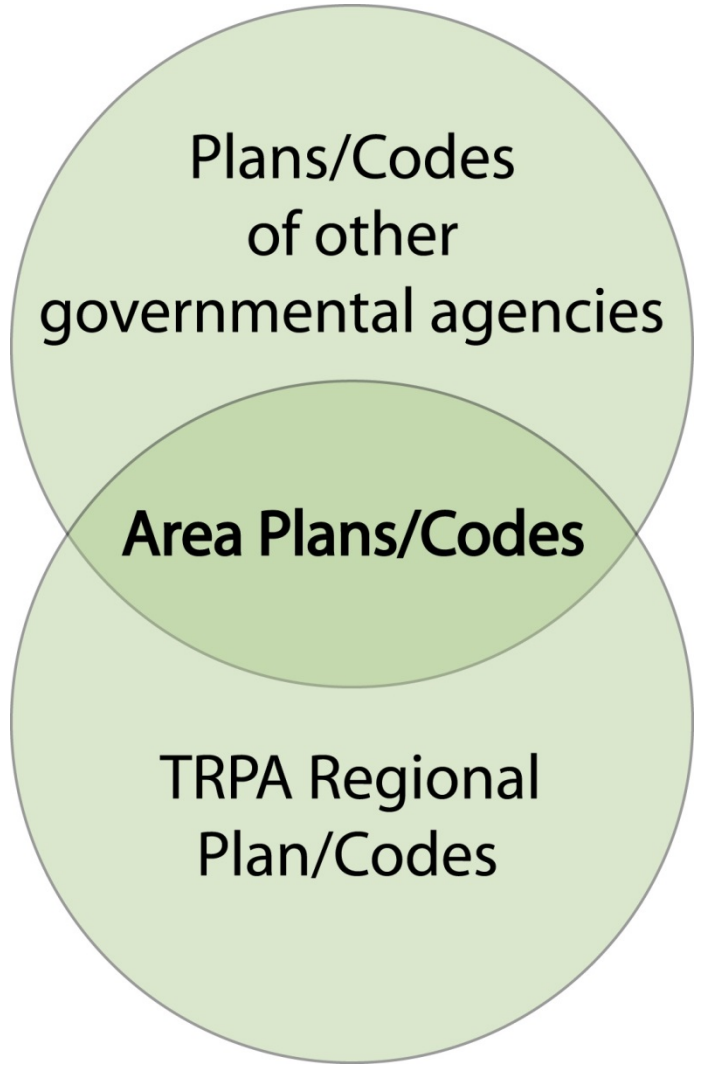 Plans/Codes
of other
governmental agencies
Area Plans/Codes
TRPA Regional
Plan/Codes